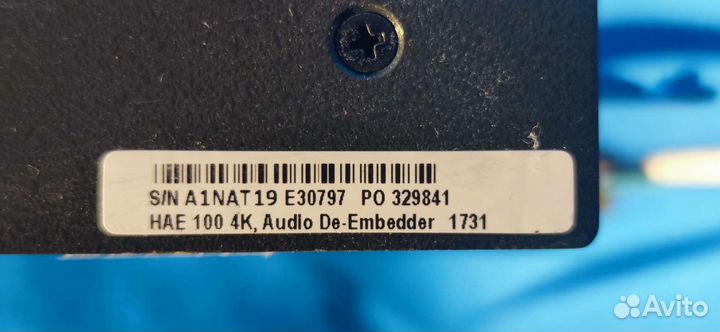 S/N A1NAT19 E30797 PO 329841
HAE 100 4K, Audio De-Embedder 1731
Avito